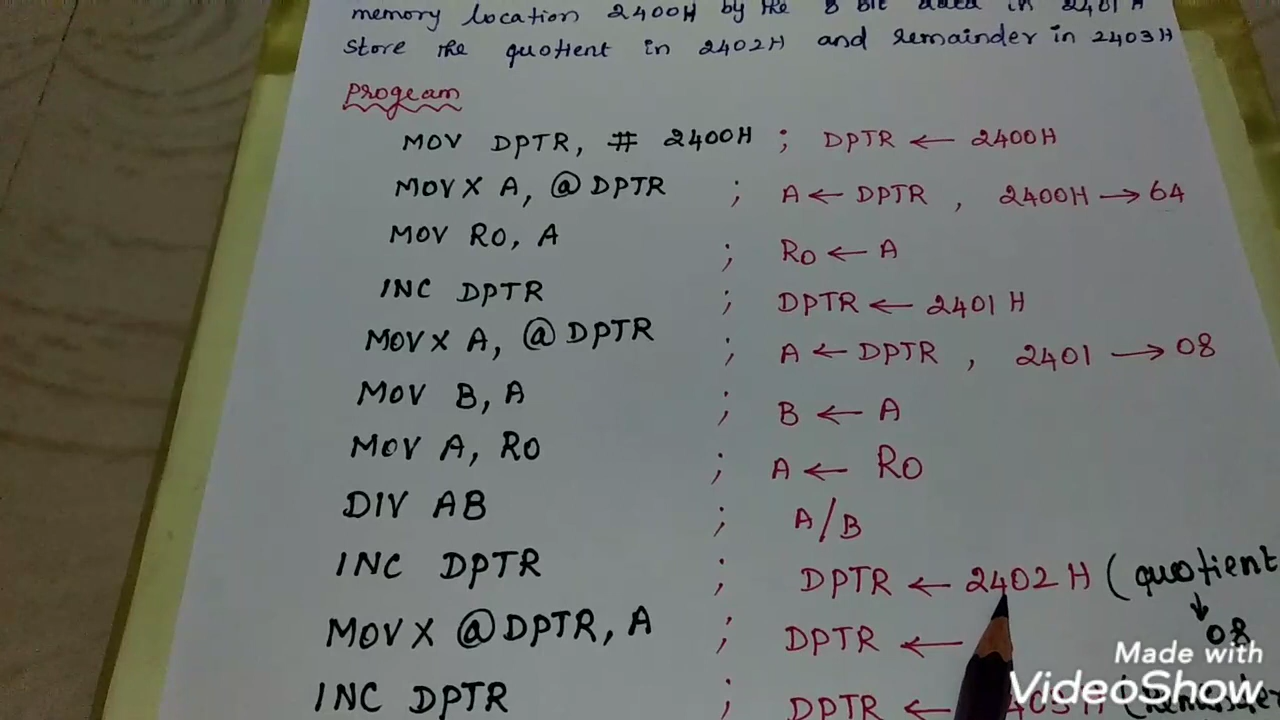 memory location 2400H by the 8 bit data in 2401H
store the quotient in 2402H and remainder in 2403H
Program
MOV DPTR, # 2400H ; DPTR ← 2400H
MOVX A, @DPTR ; A ← DPTR , 2400H → 64
MOV R0, A ; R0 ← A
INC DPTR ; DPTR ← 2401 H
MOVX A, @DPTR ; A ← DPTR , 2401 → 08
MOV B, A ; B ← A
MOV A, R0 ; A ← R0
DIV AB ; A/B
INC DPTR ; DPTR ← 2402 H (quotient
↓
08
MOVX @DPTR, A ; DPTR ←
INC DPTR ; DPTR ←
Made with
VideoShow